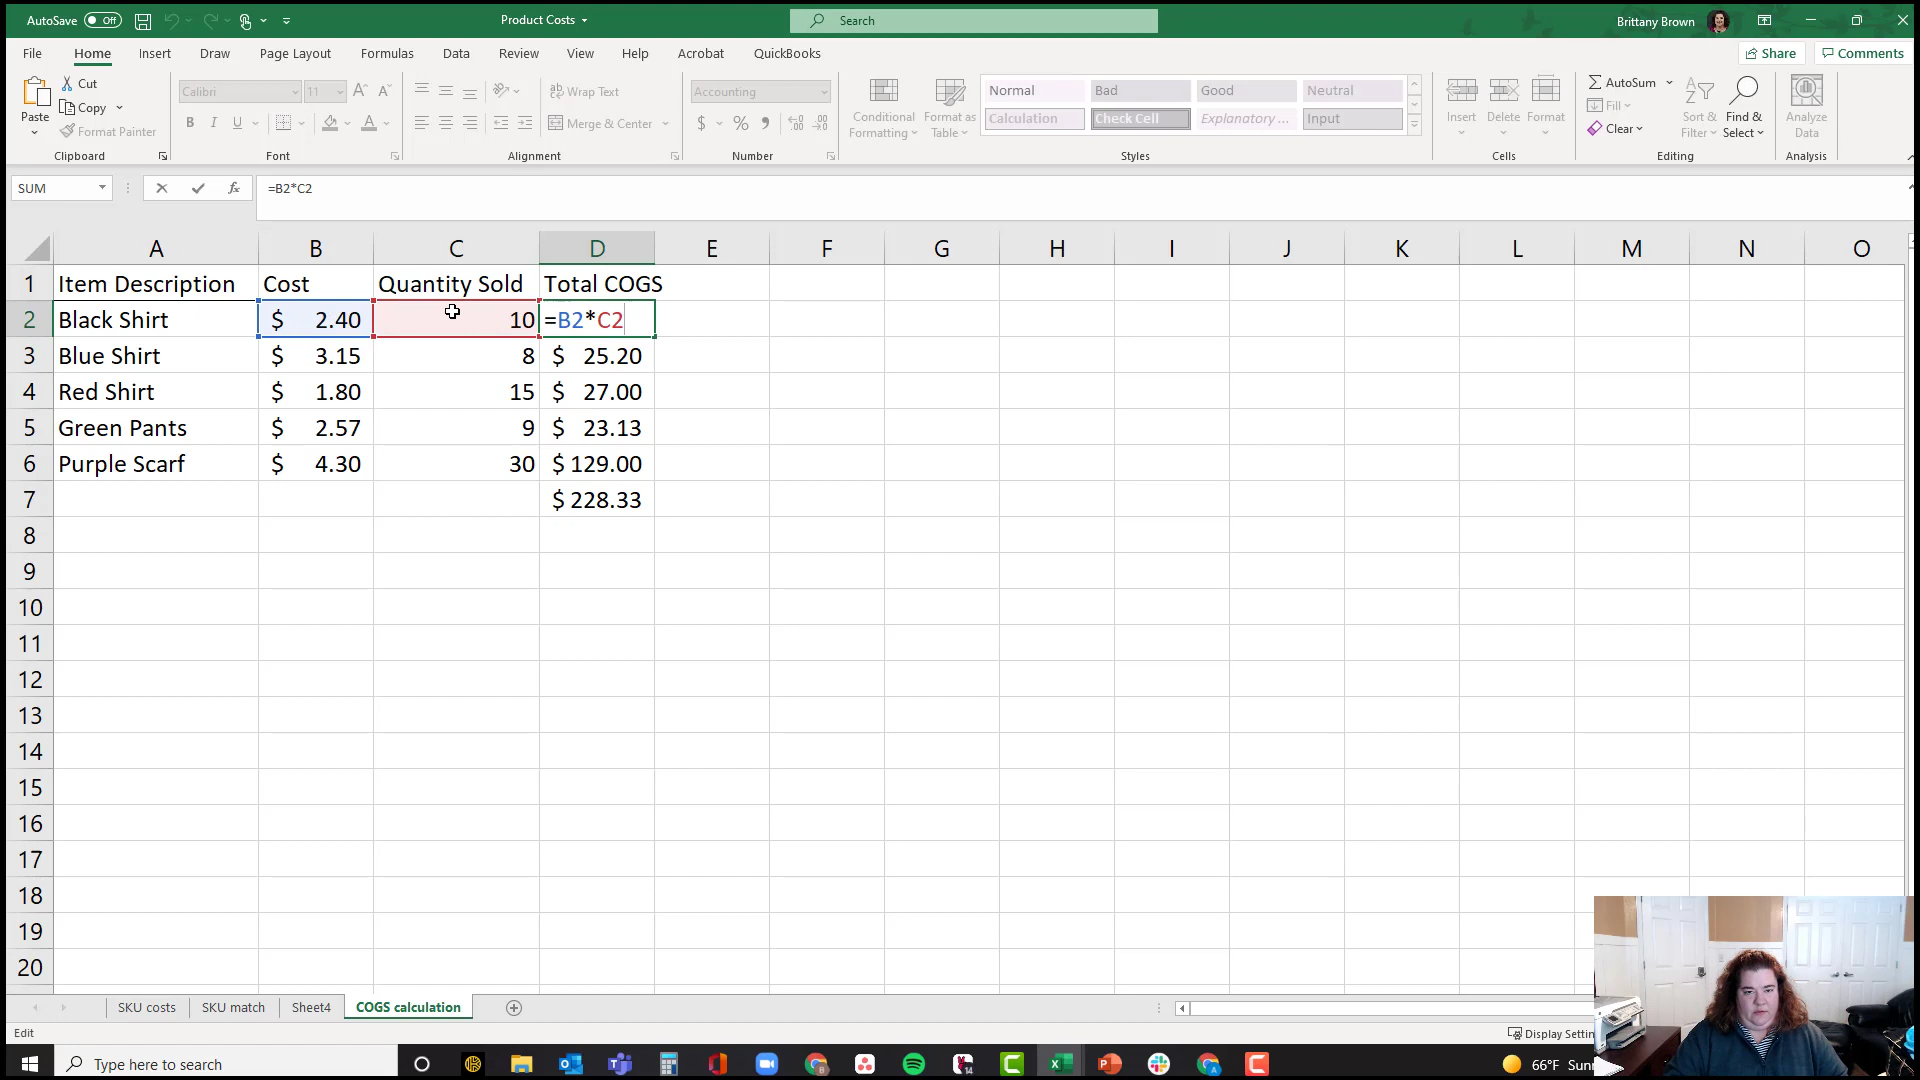 AutoSave Off Product Costs Search Brittany Brown
File Home Insert Draw Page Layout Formulas Data Review View Help Acrobat QuickBooks Share Comments
Paste Cut Copy Format Painter
Calibri 11 B I U
Wrap Text Merge & Center
Accounting $ %
Conditional Formatting Format as Table
Normal Bad Good Neutral
Calculation Check Cell Explanatory ... Input
Insert Delete Format
AutoSum Fill Clear
Sort & Filter Find & Select Analyze Data
Clipboard Font Alignment Number Styles Cells Editing Analysis
SUM fx =B2*C2
A B C D E F G H I J K L M N O
1 Item Description Cost Quantity Sold Total COGS
2 Black Shirt $ 2.40 10 =B2*C2
3 Blue Shirt $ 3.15 8 $ 25.20
4 Red Shirt $ 1.80 15 $ 27.00
5 Green Pants $ 2.57 9 $ 23.13
6 Purple Scarf $ 4.30 30 $ 129.00
7 $ 228.33
8
9
10
11
12
13
14
15
16
17
18
19
20
SKU costs SKU match Sheet4 COGS calculation
Edit Display Settin
Type here to search 66°F Sunn